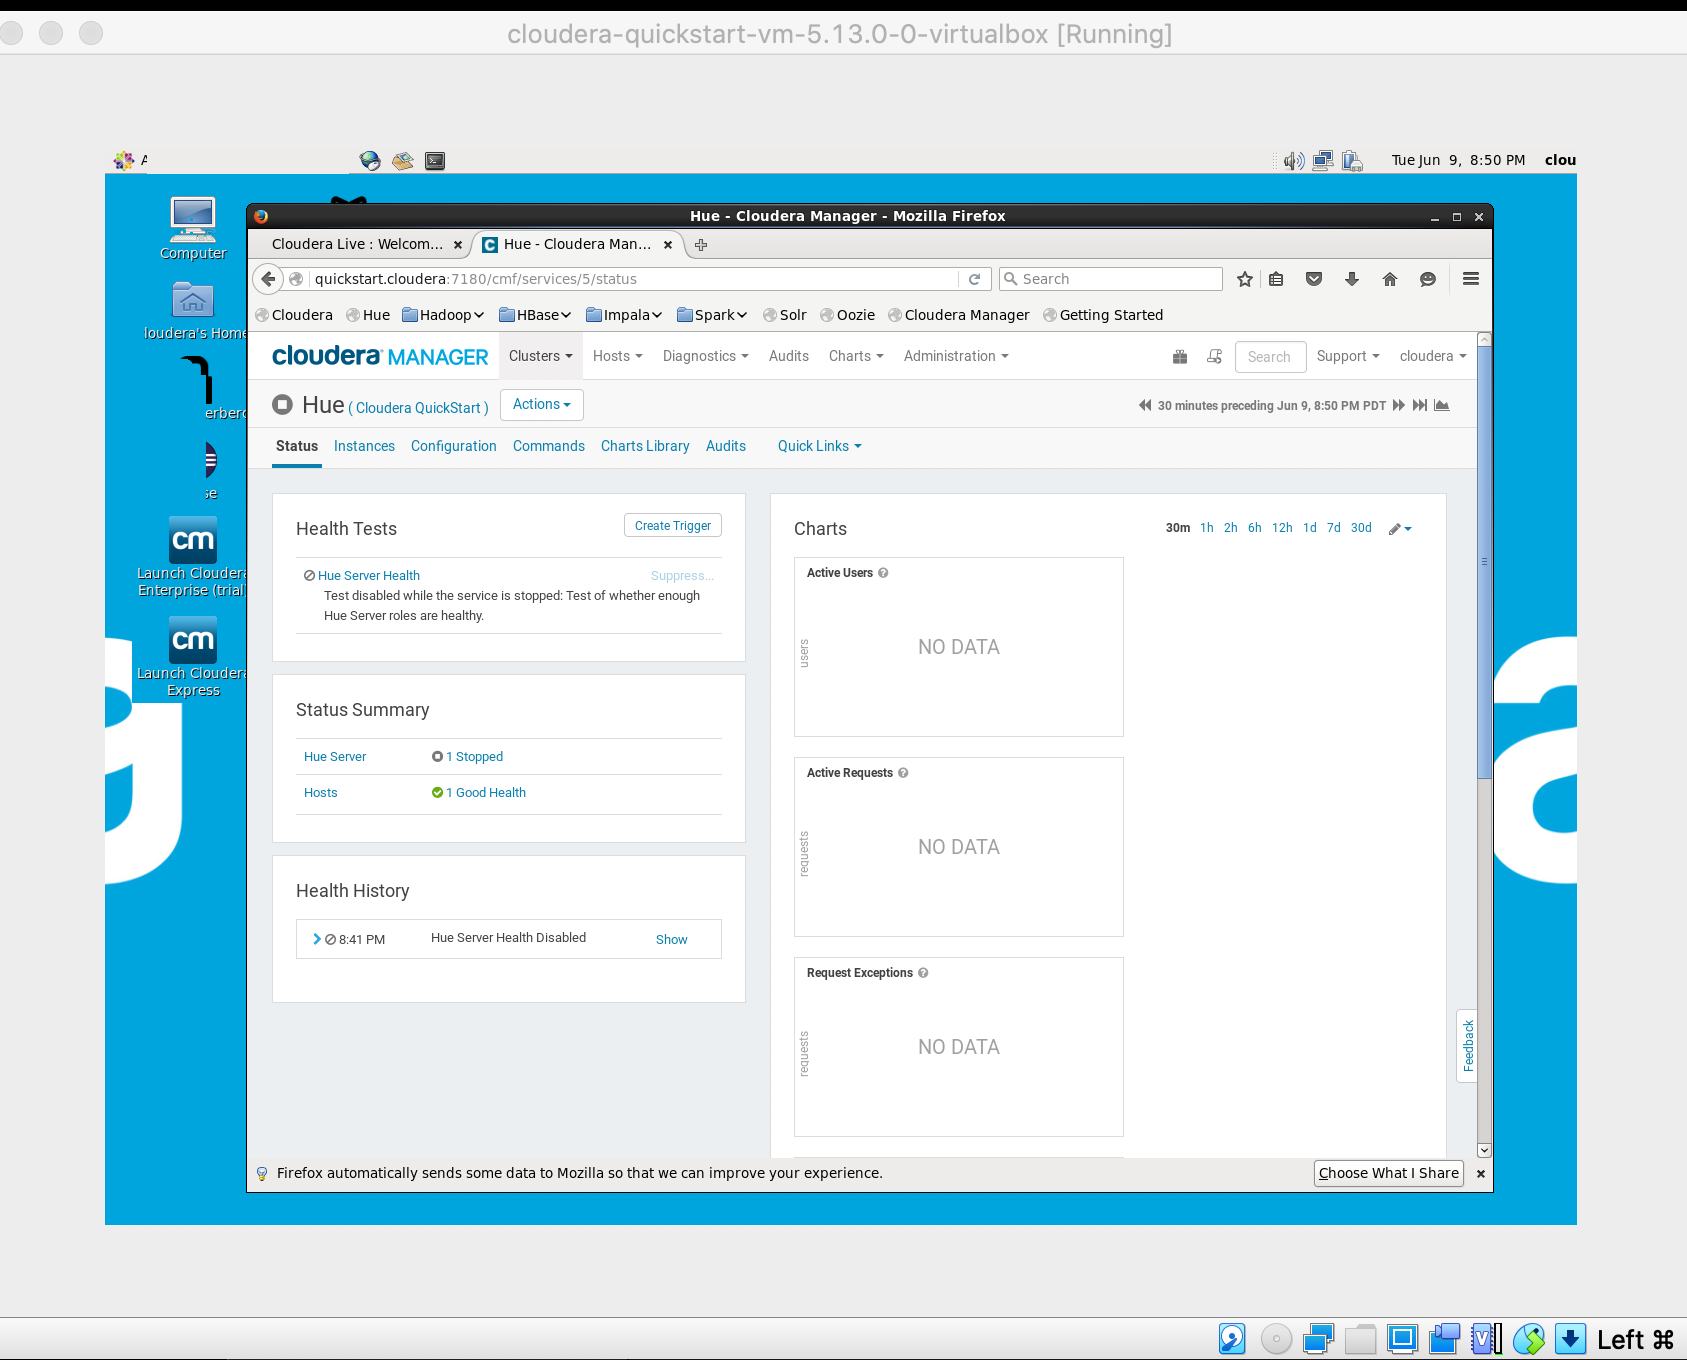 cloudera-quickstart-vm-5.13.0-0-virtualbox [Running]
Tue Jun 9, 8:50 PM clou
Computer
loudera's Home
Launch Cloudera
Enterprise (trial
Launch Cloudera
Express
cm
cm
Hue - Cloudera Manager - Mozilla Firefox
Cloudera Live : Welcom...
Hue - Cloudera Man...
quickstart.cloudera:7180/cmf/services/5/status
Search
Cloudera Hue Hadoop HBase Impala Spark Solr Oozie Cloudera Manager Getting Started
cloudera MANAGER Clusters Hosts Diagnostics Audits Charts Administration Search Support cloudera
Hue ( Cloudera QuickStart ) Actions
30 minutes preceding Jun 9, 8:50 PM PDT
Status Instances Configuration Commands Charts Library Audits Quick Links
Health Tests
Create Trigger
Hue Server Health
Suppress...
Test disabled while the service is stopped: Test of whether enough
Hue Server roles are healthy.
Status Summary
Hue Server 1 Stopped
Hosts 1 Good Health
Health History
8:41 PM Hue Server Health Disabled Show
Charts
30m 1h 2h 6h 12h 1d 7d 30d
Active Users
users
NO DATA
Active Requests
requests
NO DATA
Request Exceptions
requests
NO DATA
Feedback
Firefox automatically sends some data to Mozilla so that we can improve your experience.
Choose What I Share
Left ⌘